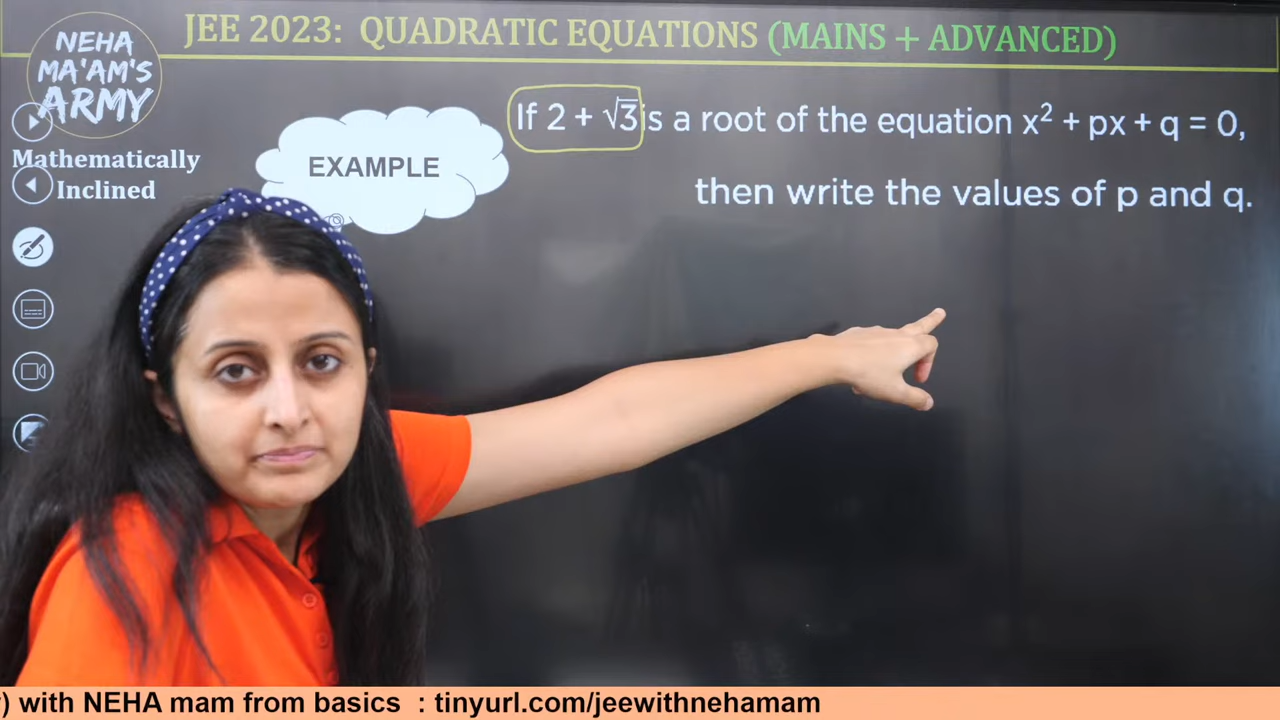 JEE 2023: QUADRATIC EQUATIONS (MAINS + ADVANCED)
NEHA
MA'AM'S
ARMY
Mathematically
Inclined
EXAMPLE
If 2 + √3 is a root of the equation x² + px + q = 0,
then write the values of p and q.
) with NEHA mam from basics : tinyurl.com/jeewithnehamam